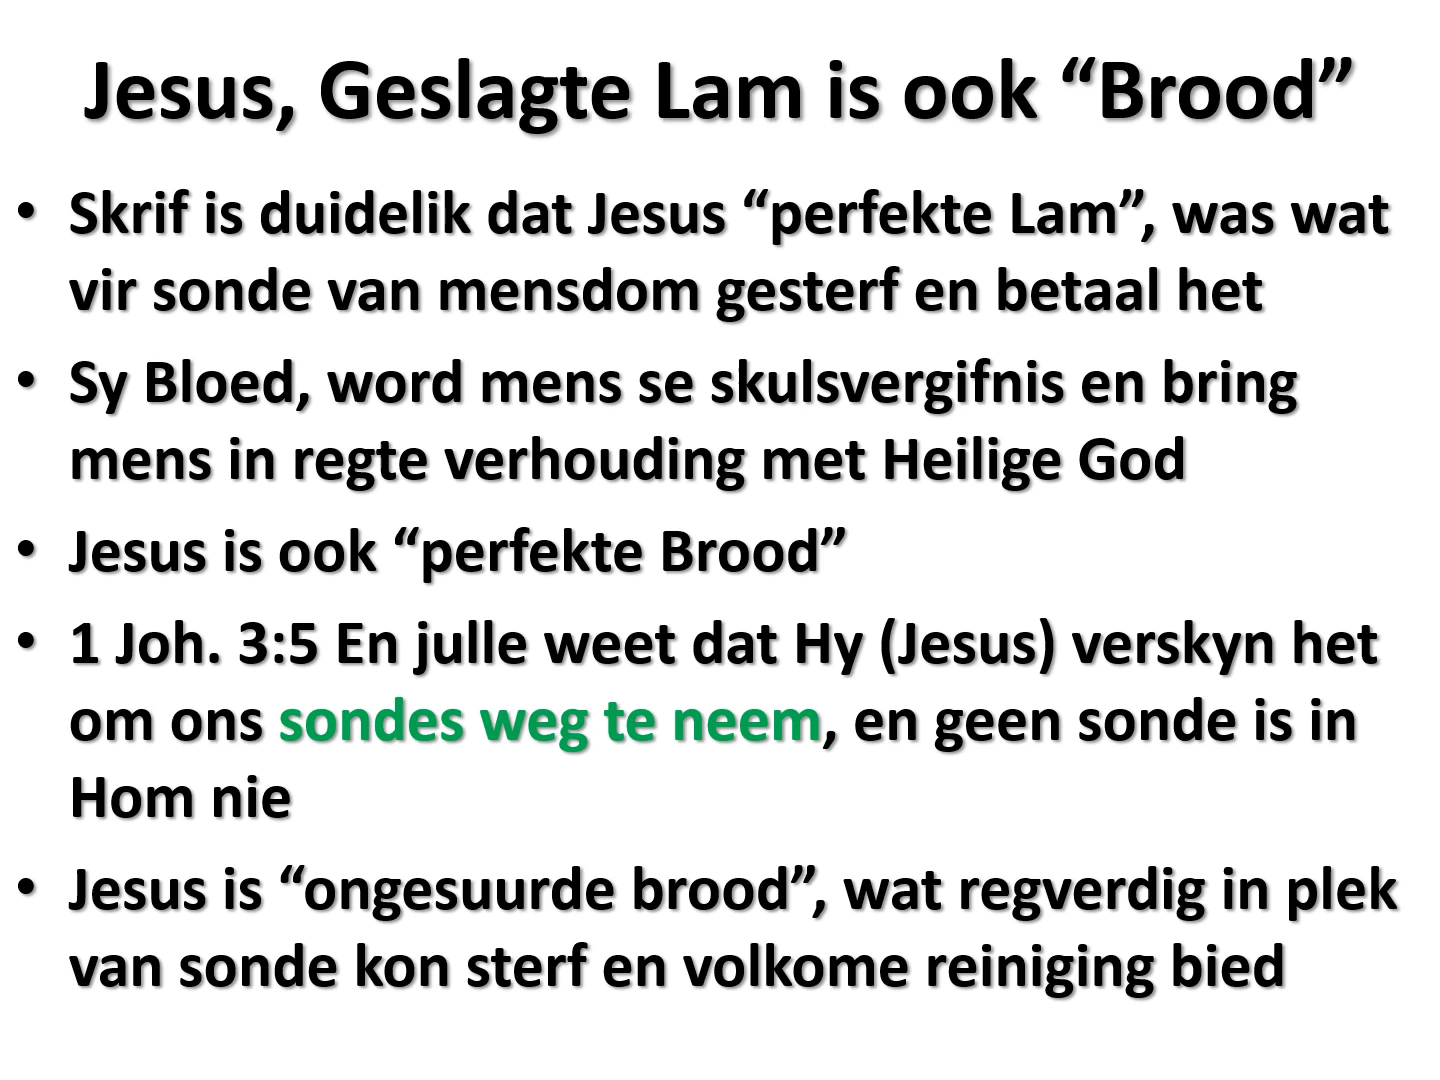 Jesus, Geslagte Lam is ook “Brood”
• Skrif is duidelik dat Jesus “perfekte Lam”, was wat
vir sonde van mensdom gesterf en betaal het
• Sy Bloed, word mens se skulsvergifnis en bring
mens in regte verhouding met Heilige God
• Jesus is ook “perfekte Brood”
• 1 Joh. 3:5 En julle weet dat Hy (Jesus) verskyn het
om ons sondes weg te neem, en geen sonde is in
Hom nie
• Jesus is “ongesuurde brood”, wat regverdig in plek
van sonde kon sterf en volkome reiniging bied